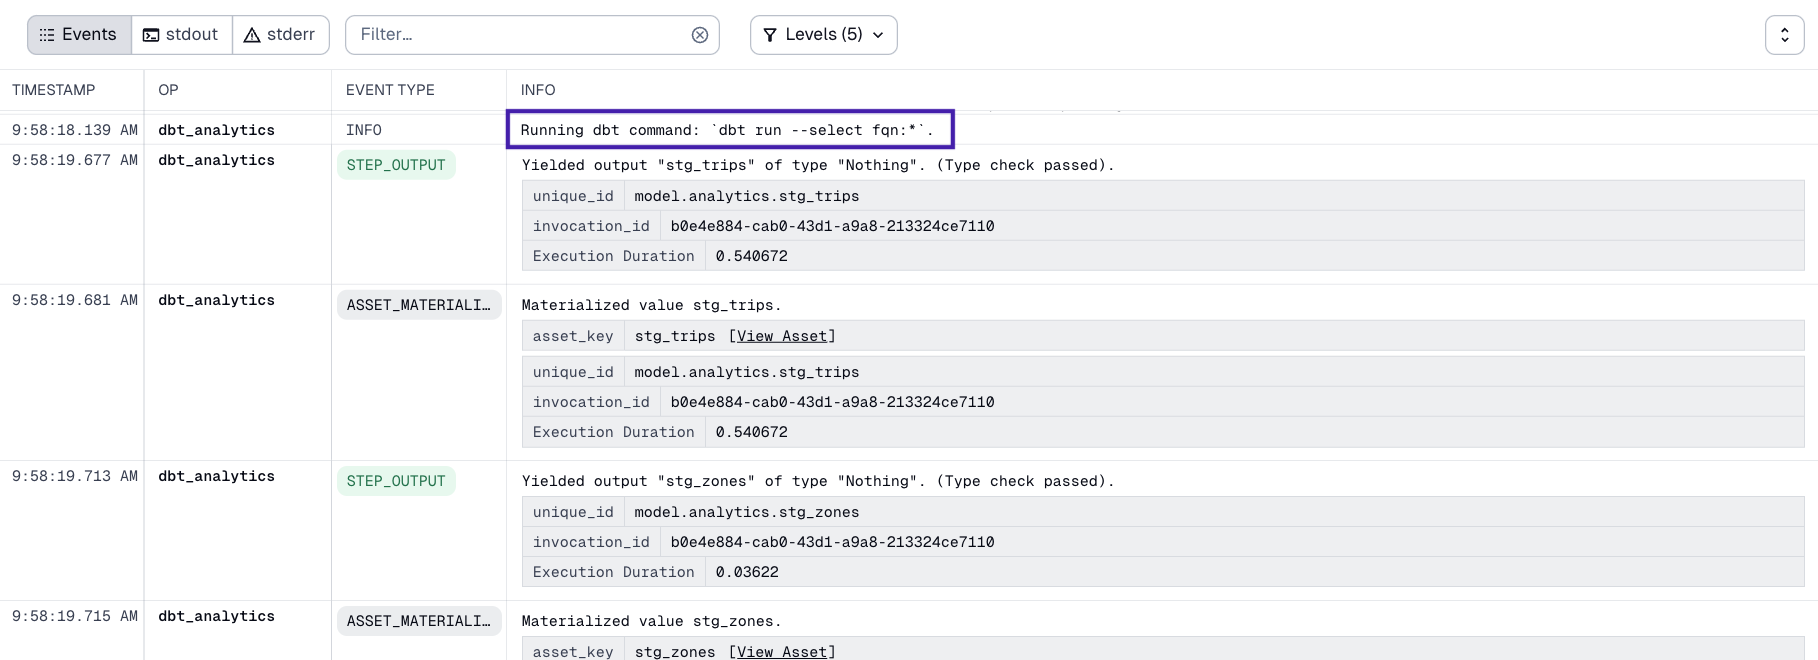 Events stdout stderr Filter... Levels (5)
TIMESTAMP OP EVENT TYPE INFO
9:58:18.139 AM dbt_analytics INFO Running dbt command: `dbt run --select fqn:*`.
9:58:19.677 AM dbt_analytics STEP_OUTPUT Yielded output "stg_trips" of type "Nothing". (Type check passed).
unique_id model.analytics.stg_trips
invocation_id b0e4e884-cab0-43d1-a9a8-213324ce7110
Execution Duration 0.540672
9:58:19.681 AM dbt_analytics ASSET_MATERIALI… Materialized value stg_trips.
asset_key stg_trips [View Asset]
unique_id model.analytics.stg_trips
invocation_id b0e4e884-cab0-43d1-a9a8-213324ce7110
Execution Duration 0.540672
9:58:19.713 AM dbt_analytics STEP_OUTPUT Yielded output "stg_zones" of type "Nothing". (Type check passed).
unique_id model.analytics.stg_zones
invocation_id b0e4e884-cab0-43d1-a9a8-213324ce7110
Execution Duration 0.03622
9:58:19.715 AM dbt_analytics ASSET_MATERIALI… Materialized value stg_zones.
asset_key stg_zones [View Asset]